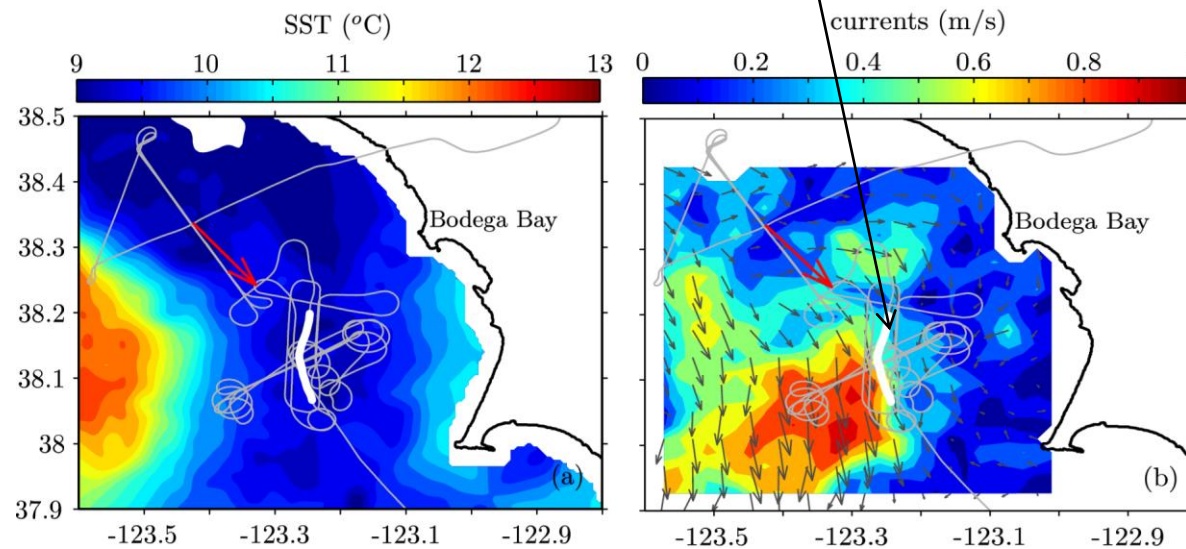 SST (°C)
9 10 11 12 13
38.5
38.4
38.3
38.2
38.1
38
37.9
Bodega Bay
(a)
-123.5 -123.3 -123.1 -122.9
currents (m/s)
0 0.2 0.4 0.6 0.8
Bodega Bay
(b)
-123.5 -123.3 -123.1 -122.9